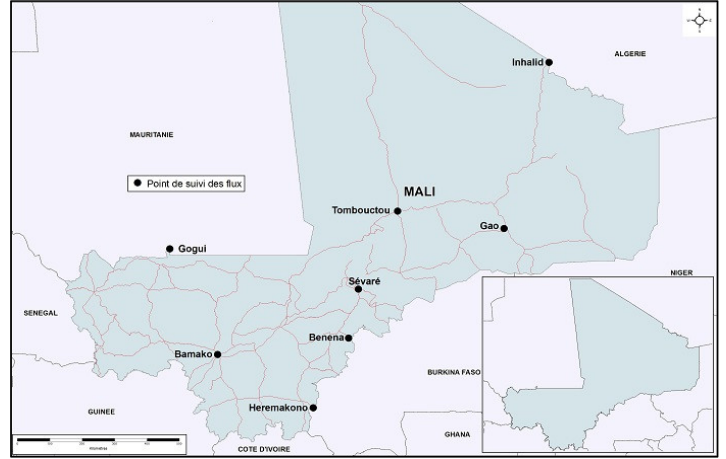 Inhalid
ALGERIE
MAURITANIE
Point de suivi des flux
MALI
Tombouctou
Gao
Gogui
NIGER
Sévaré
SENEGAL
Benena
Bamako
BURKINA FASO
Heremakono
GUINEE
GHANA
COTE D'IVOIRE